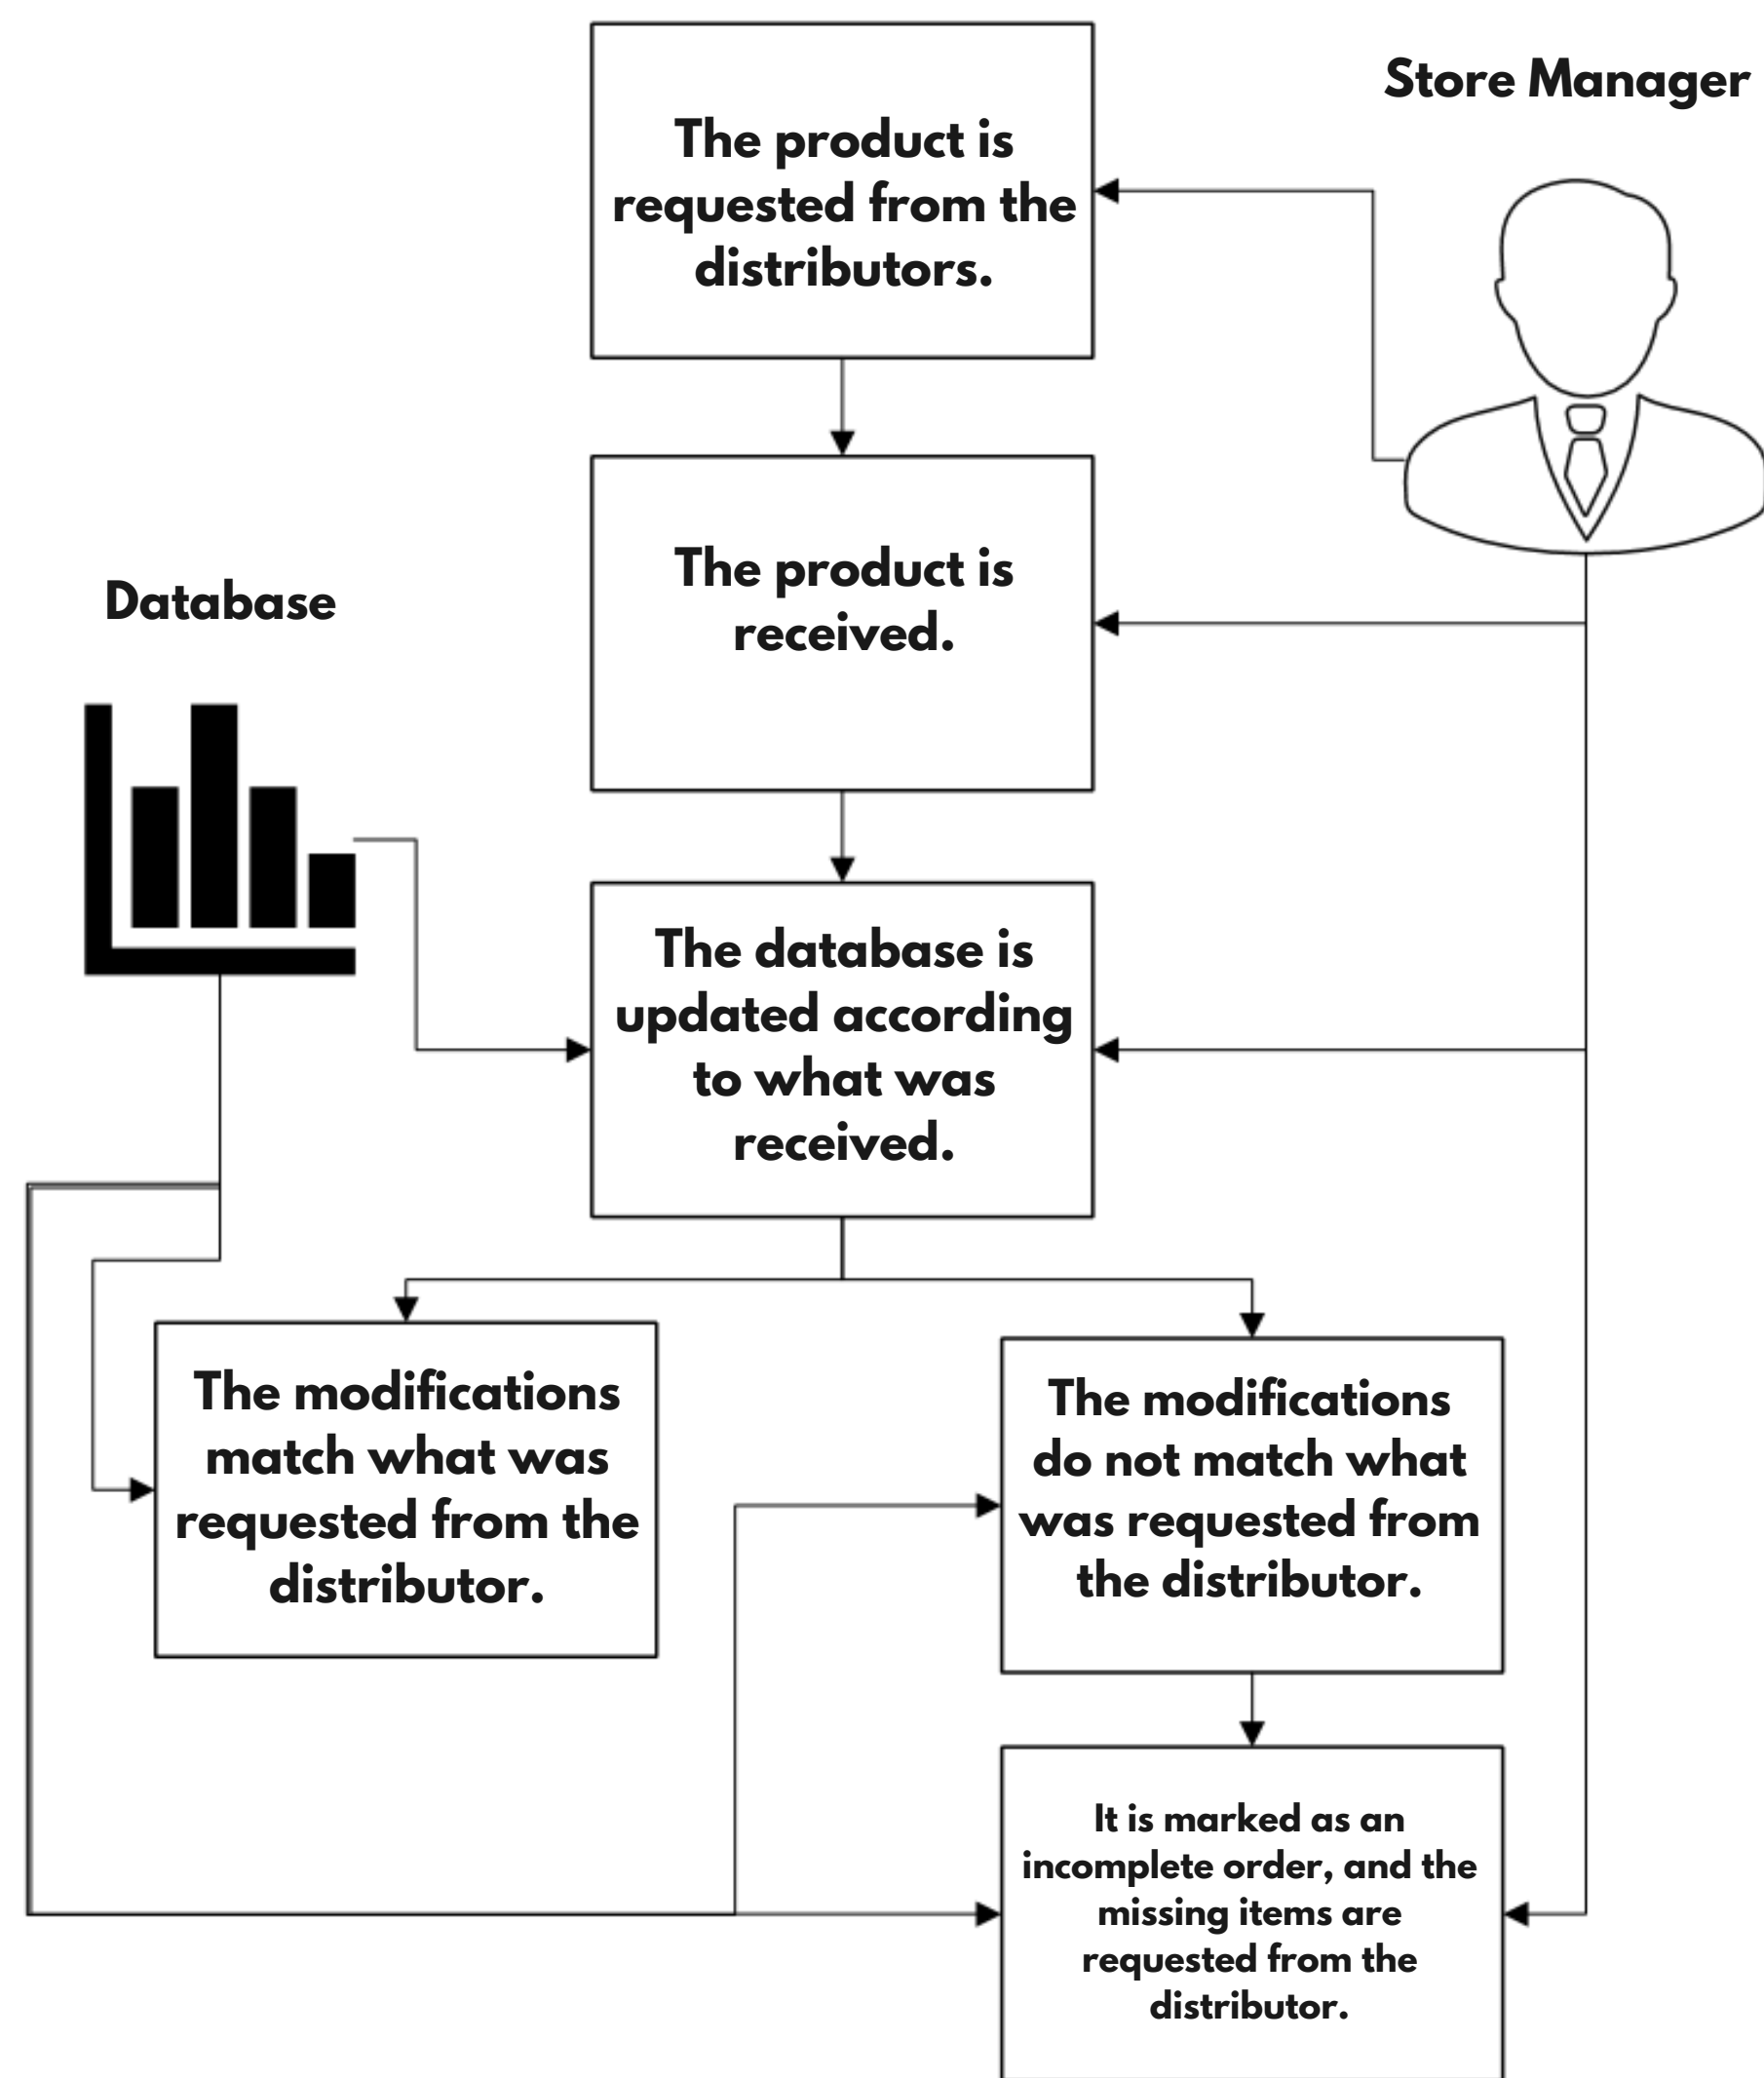 Store Manager
The product is
requested from the
distributors.
The product is
received.
Database
The database is
updated according
to what was
received.
The modifications
match what was
requested from the
distributor.
The modifications
do not match what
was requested from
the distributor.
It is marked as an
incomplete order, and the
missing items are
requested from the
distributor.